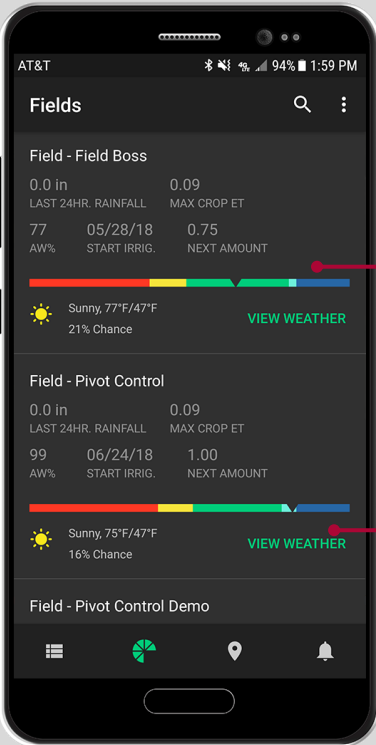 AT&T 4G LTE 94% 1:59 PM
Fields
Field - Field Boss
0.0 in 0.09
LAST 24HR. RAINFALL MAX CROP ET
77 05/28/18 0.75
AW% START IRRIG. NEXT AMOUNT
Sunny, 77°F/47°F
21% Chance
VIEW WEATHER
Field - Pivot Control
0.0 in 0.09
LAST 24HR. RAINFALL MAX CROP ET
99 06/24/18 1.00
AW% START IRRIG. NEXT AMOUNT
Sunny, 75°F/47°F
16% Chance
VIEW WEATHER
Field - Pivot Control Demo